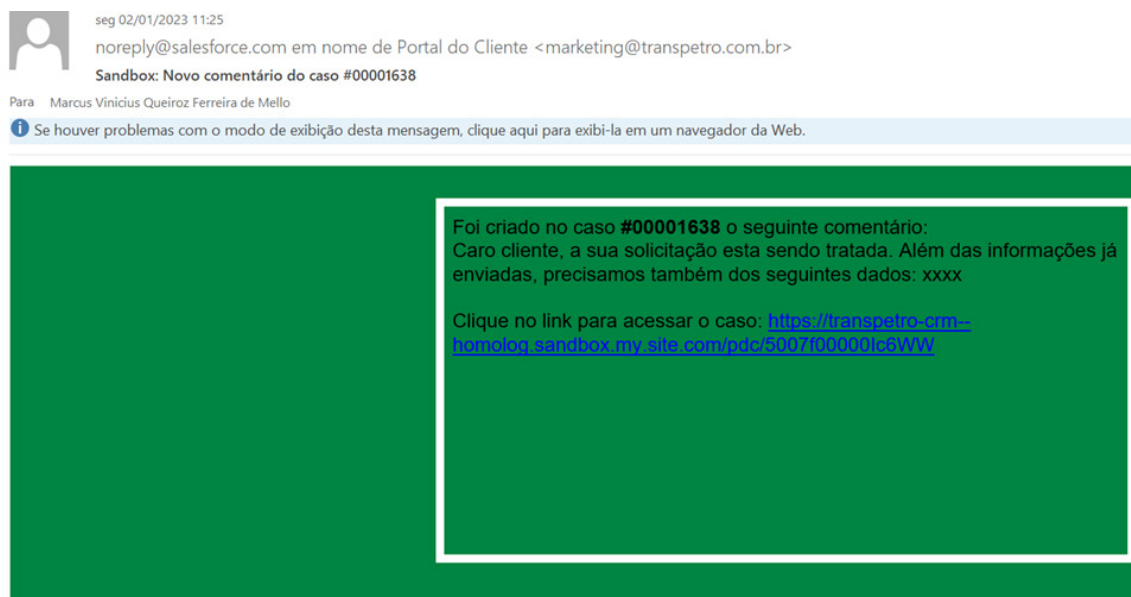 seg 02/01/2023 11:25
noreply@salesforce.com em nome de Portal do Cliente <marketing@transpetro.com.br>
Sandbox: Novo comentário do caso #00001638
Para Marcus Vinicius Queiroz Ferreira de Mello
Se houver problemas com o modo de exibição desta mensagem, clique aqui para exibi-la em um navegador da Web.
Foi criado no caso #00001638 o seguinte comentário:
Caro cliente, a sua solicitação esta sendo tratada. Além das informações já
enviadas, precisamos também dos seguintes dados: xxxx
Clique no link para acessar o caso: https://transpetro-crm--
homolog.sandbox.my.site.com/pdc/5007f00000Ic6WW